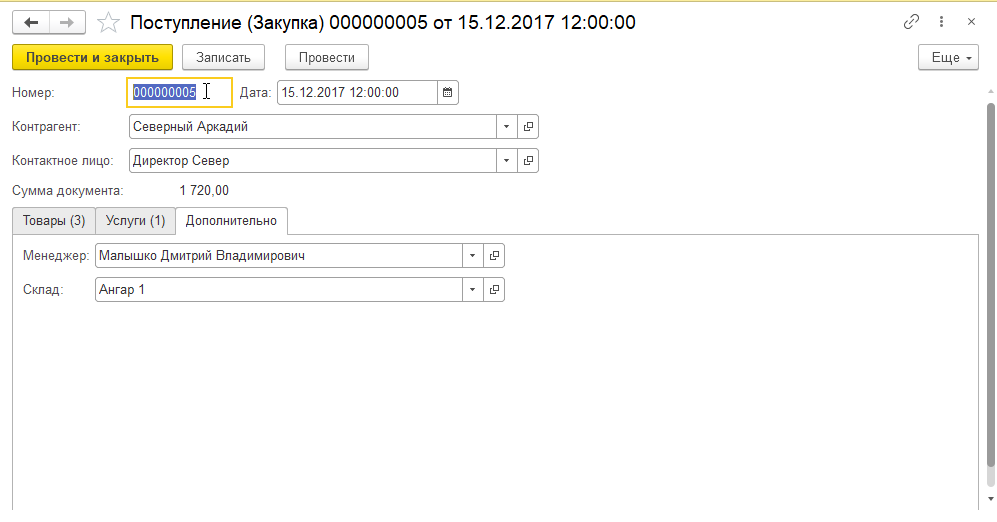 Поступление (Закупка) 000000005 от 15.12.2017 12:00:00
Провести и закрыть Записать Провести Еще
Номер: 000000005 Дата: 15.12.2017 12:00:00
Контрагент: Северный Аркадий
Контактное лицо: Директор Север
Сумма документа: 1 720,00
Товары (3) Услуги (1) Дополнительно
Менеджер: Малышко Дмитрий Владимирович
Склад: Ангар 1